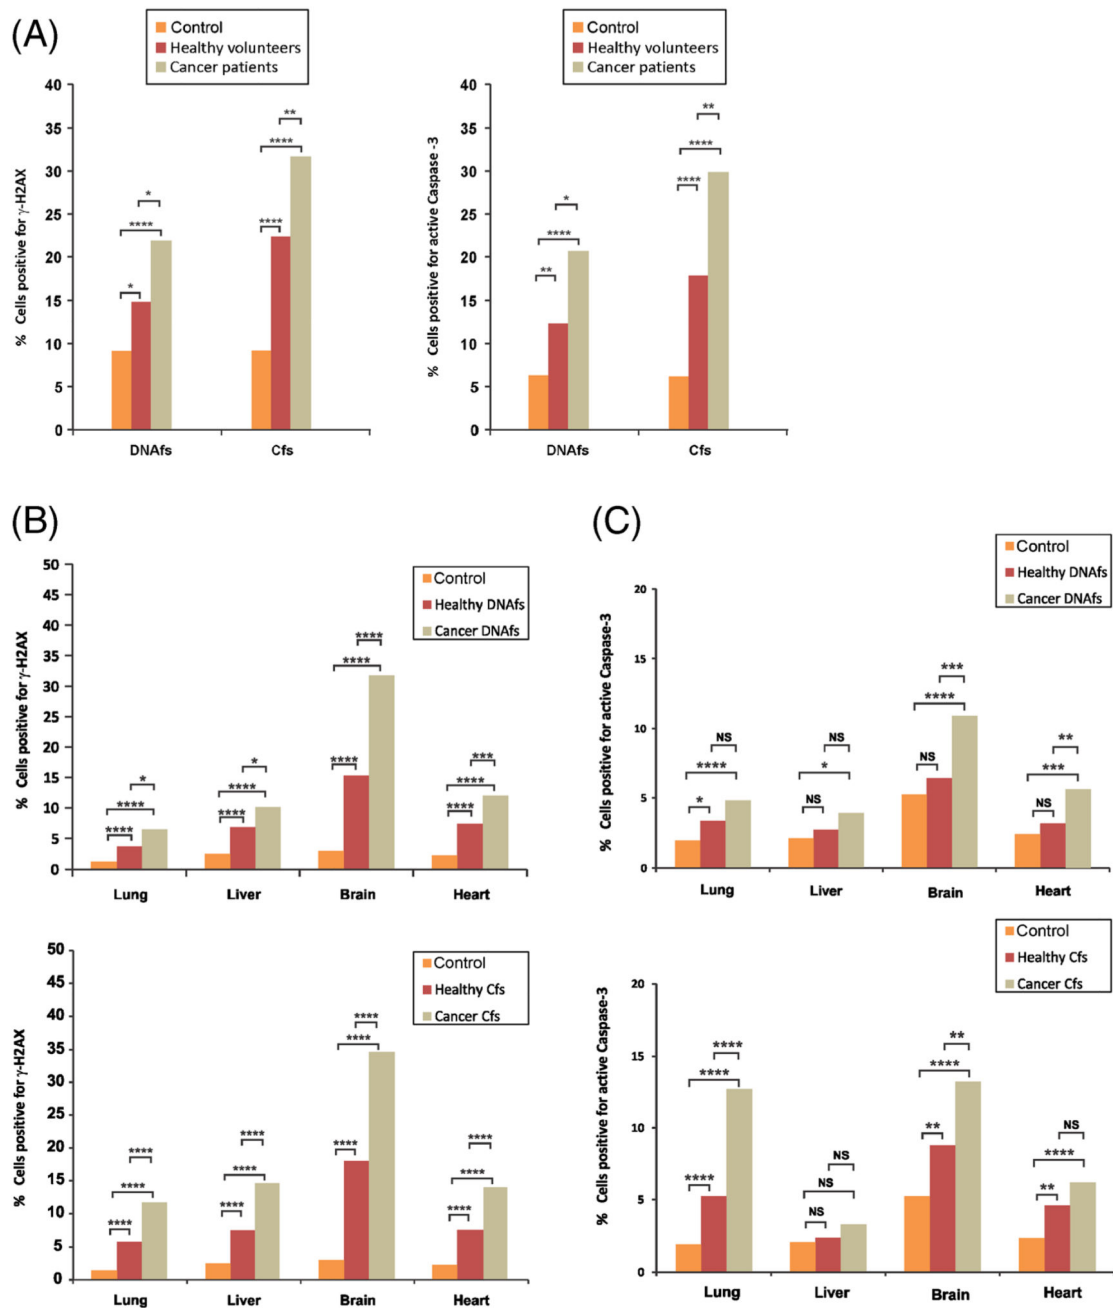 (A)
Control
Healthy volunteers
Cancer patients
% Cells positive for γ-H2AX
40
35
30
25
20
15
10
5
0
*
****
*
****
****
**
DNAfs
Cfs
Control
Healthy volunteers
Cancer patients
% Cells positive for active Caspase -3
40
35
30
25
20
15
10
5
0
**
****
*
****
****
**
DNAfs
Cfs
(B)
Control
Healthy DNAfs
Cancer DNAfs
% Cells positive for γ-H2AX
50
45
40
35
30
25
20
15
10
5
0
****
****
*
****
****
*
****
****
****
****
****
***
Lung
Liver
Brain
Heart
Control
Healthy Cfs
Cancer Cfs
% Cells positive for γ-H2AX
50
45
40
35
30
25
20
15
10
5
0
****
****
****
****
****
****
****
****
****
****
****
****
Lung
Liver
Brain
Heart
(C)
Control
Healthy DNAfs
Cancer DNAfs
% Cells positive for active Caspase-3
20
15
10
5
0
*
****
NS
NS
*
NS
NS
****
***
NS
***
**
Lung
Liver
Brain
Heart
Control
Healthy Cfs
Cancer Cfs
% Cells positive for active Caspase-3
20
15
10
5
0
****
****
****
NS
NS
NS
**
****
**
**
****
NS
Lung
Liver
Brain
Heart